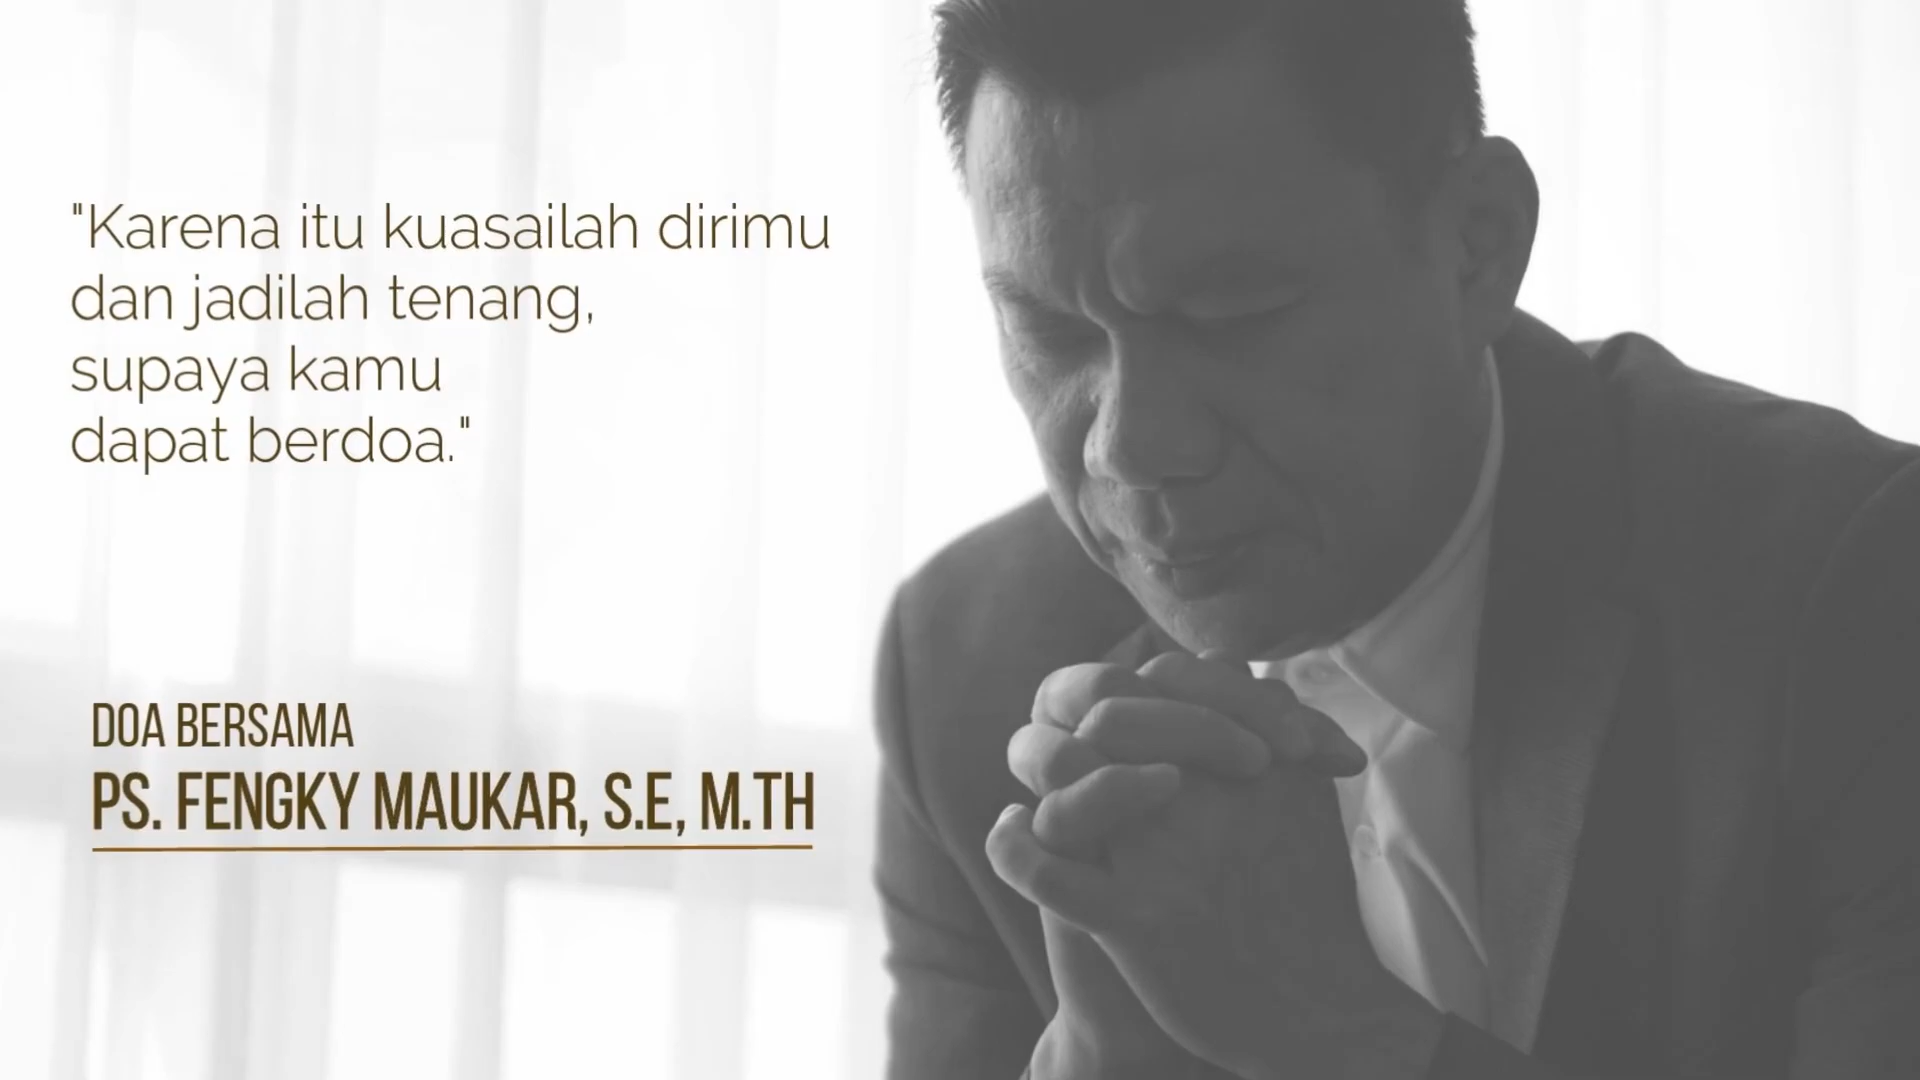 "Karena itu kuasailah dirimu
dan jadilah tenang,
supaya kamu
dapat berdoa."
DOA BERSAMA
PS. FENGKY MAUKAR, S.E, M.TH